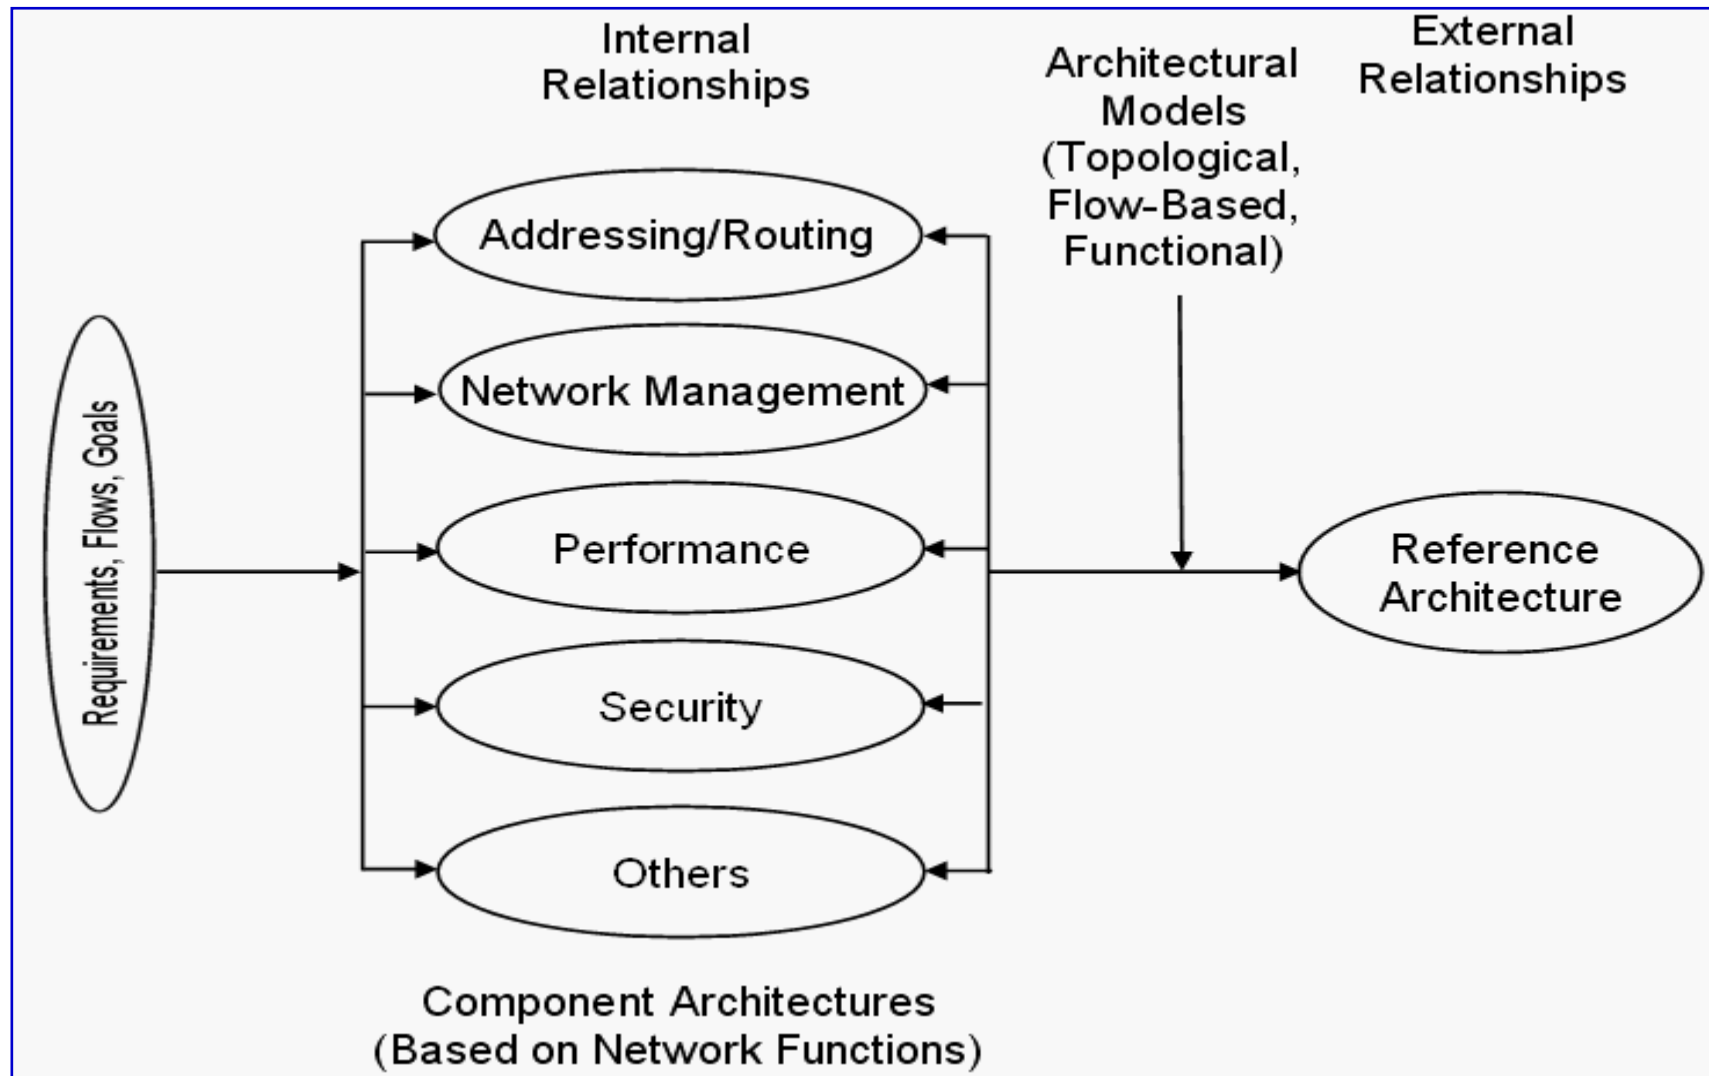 Internal
Relationships
Architectural
Models
(Topological,
Flow-Based,
Functional)
External
Relationships
Requirements, Flows, Goals
Addressing/Routing
Network Management
Performance
Security
Others
Reference
Architecture
Component Architectures
(Based on Network Functions)